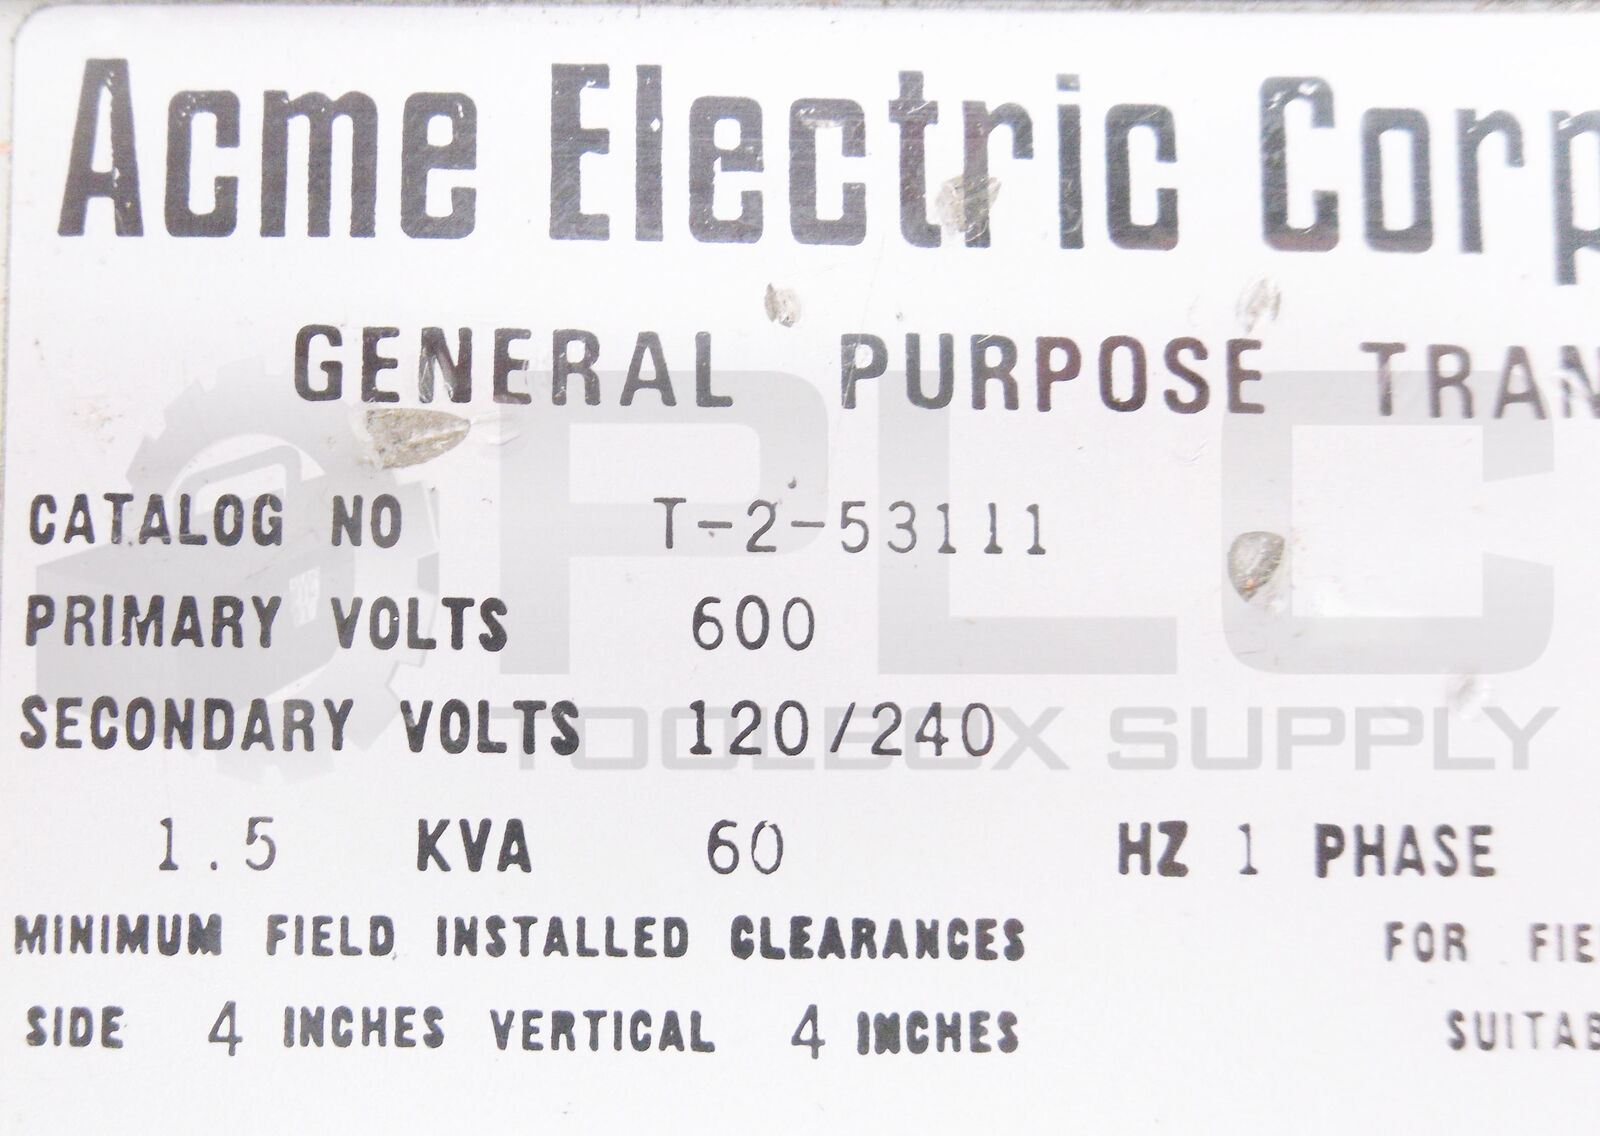 Acme Electric Corp
GENERAL PURPOSE TRAN
CATALOG NO T-2-53111
PRIMARY VOLTS 600
SECONDARY VOLTS 120/240
1.5 KVA 60 HZ 1 PHASE
MINIMUM FIELD INSTALLED CLEARANCES FOR FIE
SIDE 4 INCHES VERTICAL 4 INCHES SUITAB
PLC
TOOLBOX SUPPLY